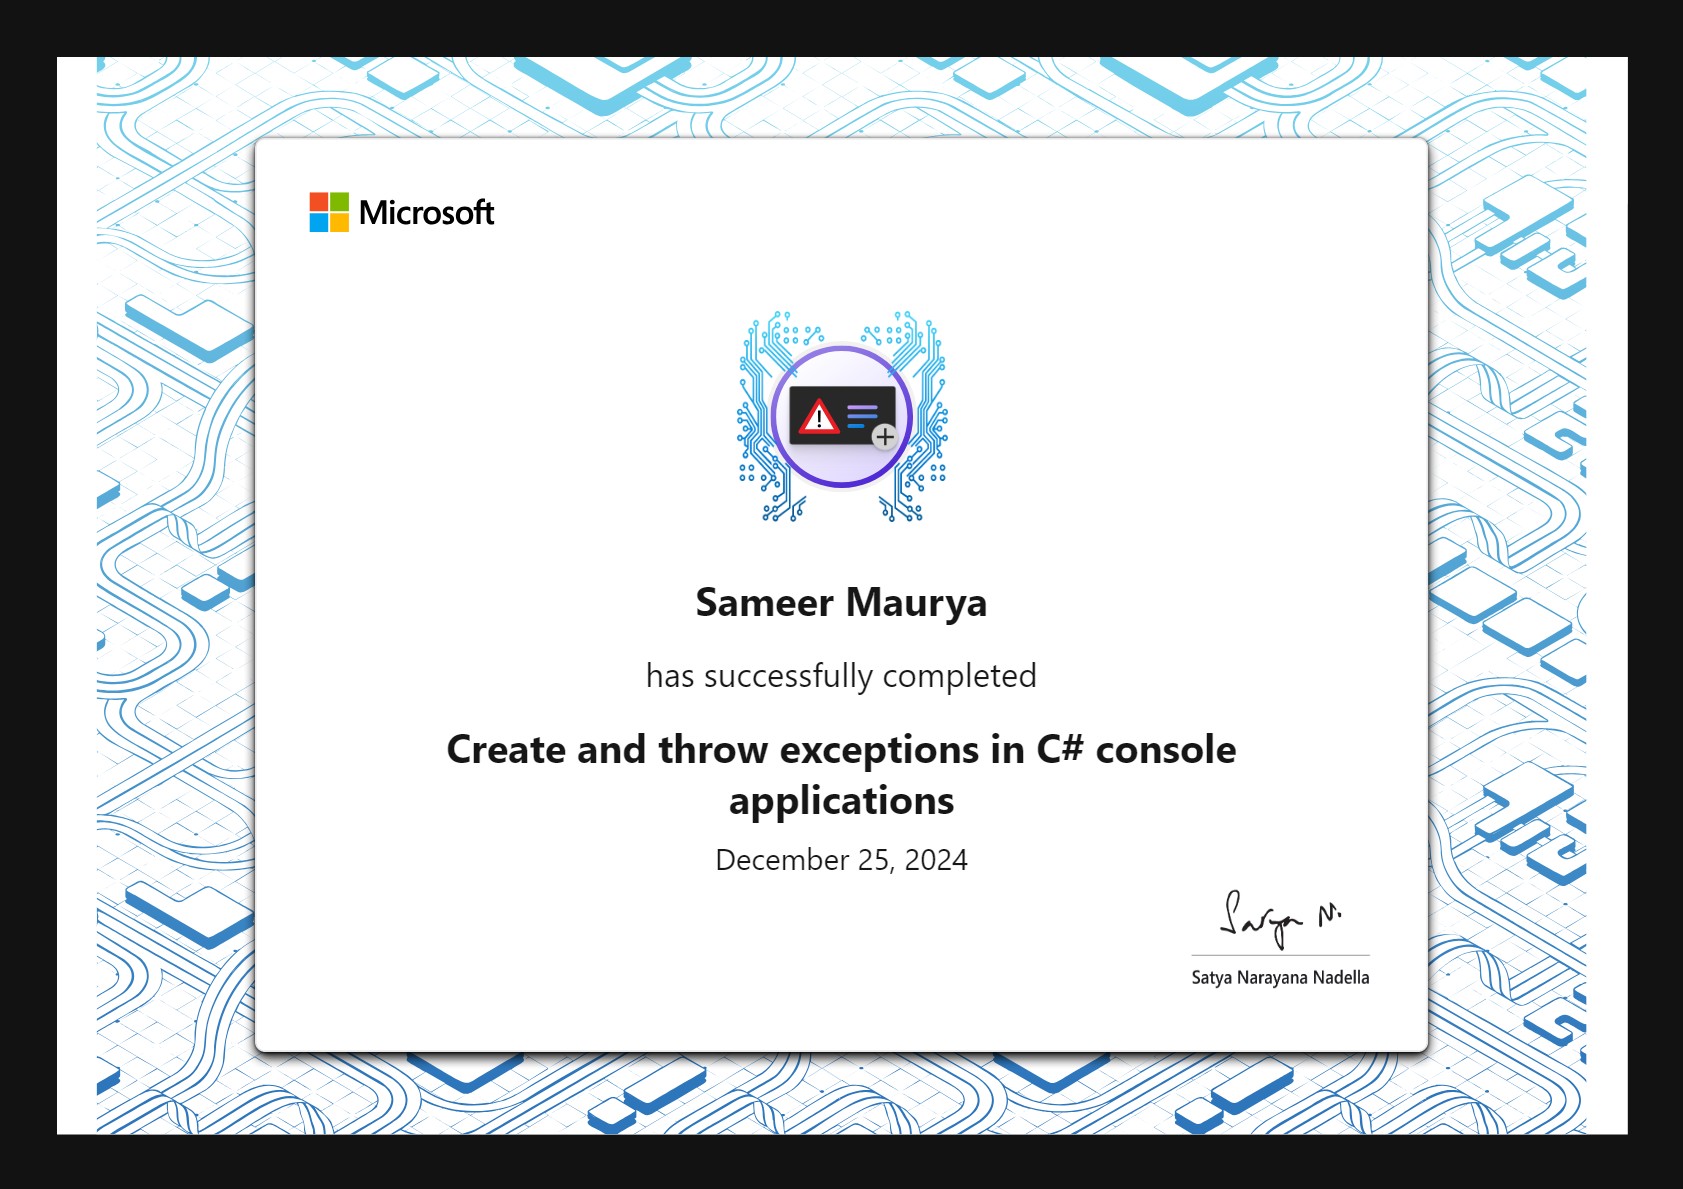 Microsoft
Sameer Maurya
has successfully completed
Create and throw exceptions in C# console
applications
December 25, 2024
Satya N.
Satya Narayana Nadella